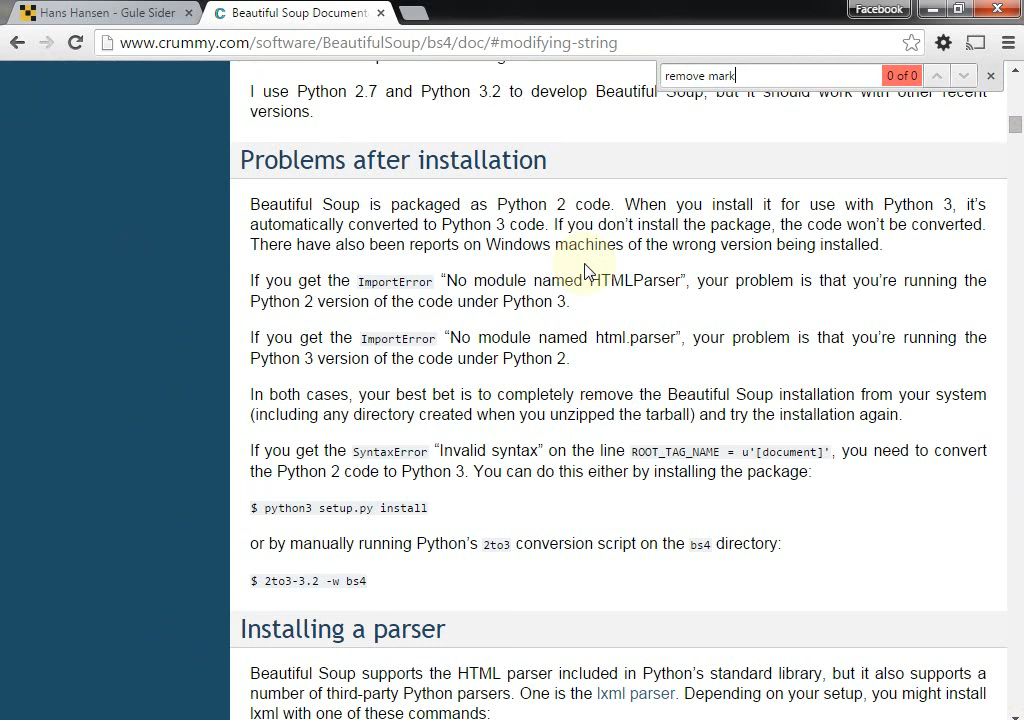 Hans Hansen - Gule Sider
Beautiful Soup Document
Facebook
www.crummy.com/software/BeautifulSoup/bs4/doc/#modifying-string
remove mark
0 of 0
I use Python 2.7 and Python 3.2 to develop Beautiful Soup, but it should work with other recent
versions.
Problems after installation
Beautiful Soup is packaged as Python 2 code. When you install it for use with Python 3, it’s
automatically converted to Python 3 code. If you don’t install the package, the code won’t be converted.
There have also been reports on Windows machines of the wrong version being installed.
If you get the ImportError “No module named HTMLParser”, your problem is that you’re running the
Python 2 version of the code under Python 3.
If you get the ImportError “No module named html.parser”, your problem is that you’re running the
Python 3 version of the code under Python 2.
In both cases, your best bet is to completely remove the Beautiful Soup installation from your system
(including any directory created when you unzipped the tarball) and try the installation again.
If you get the SyntaxError “Invalid syntax” on the line ROOT_TAG_NAME = u'[document]', you need to convert
the Python 2 code to Python 3. You can do this either by installing the package:
$ python3 setup.py install
or by manually running Python’s 2to3 conversion script on the bs4 directory:
$ 2to3-3.2 -w bs4
Installing a parser
Beautiful Soup supports the HTML parser included in Python’s standard library, but it also supports a
number of third-party Python parsers. One is the lxml parser. Depending on your setup, you might install
lxml with one of these commands: